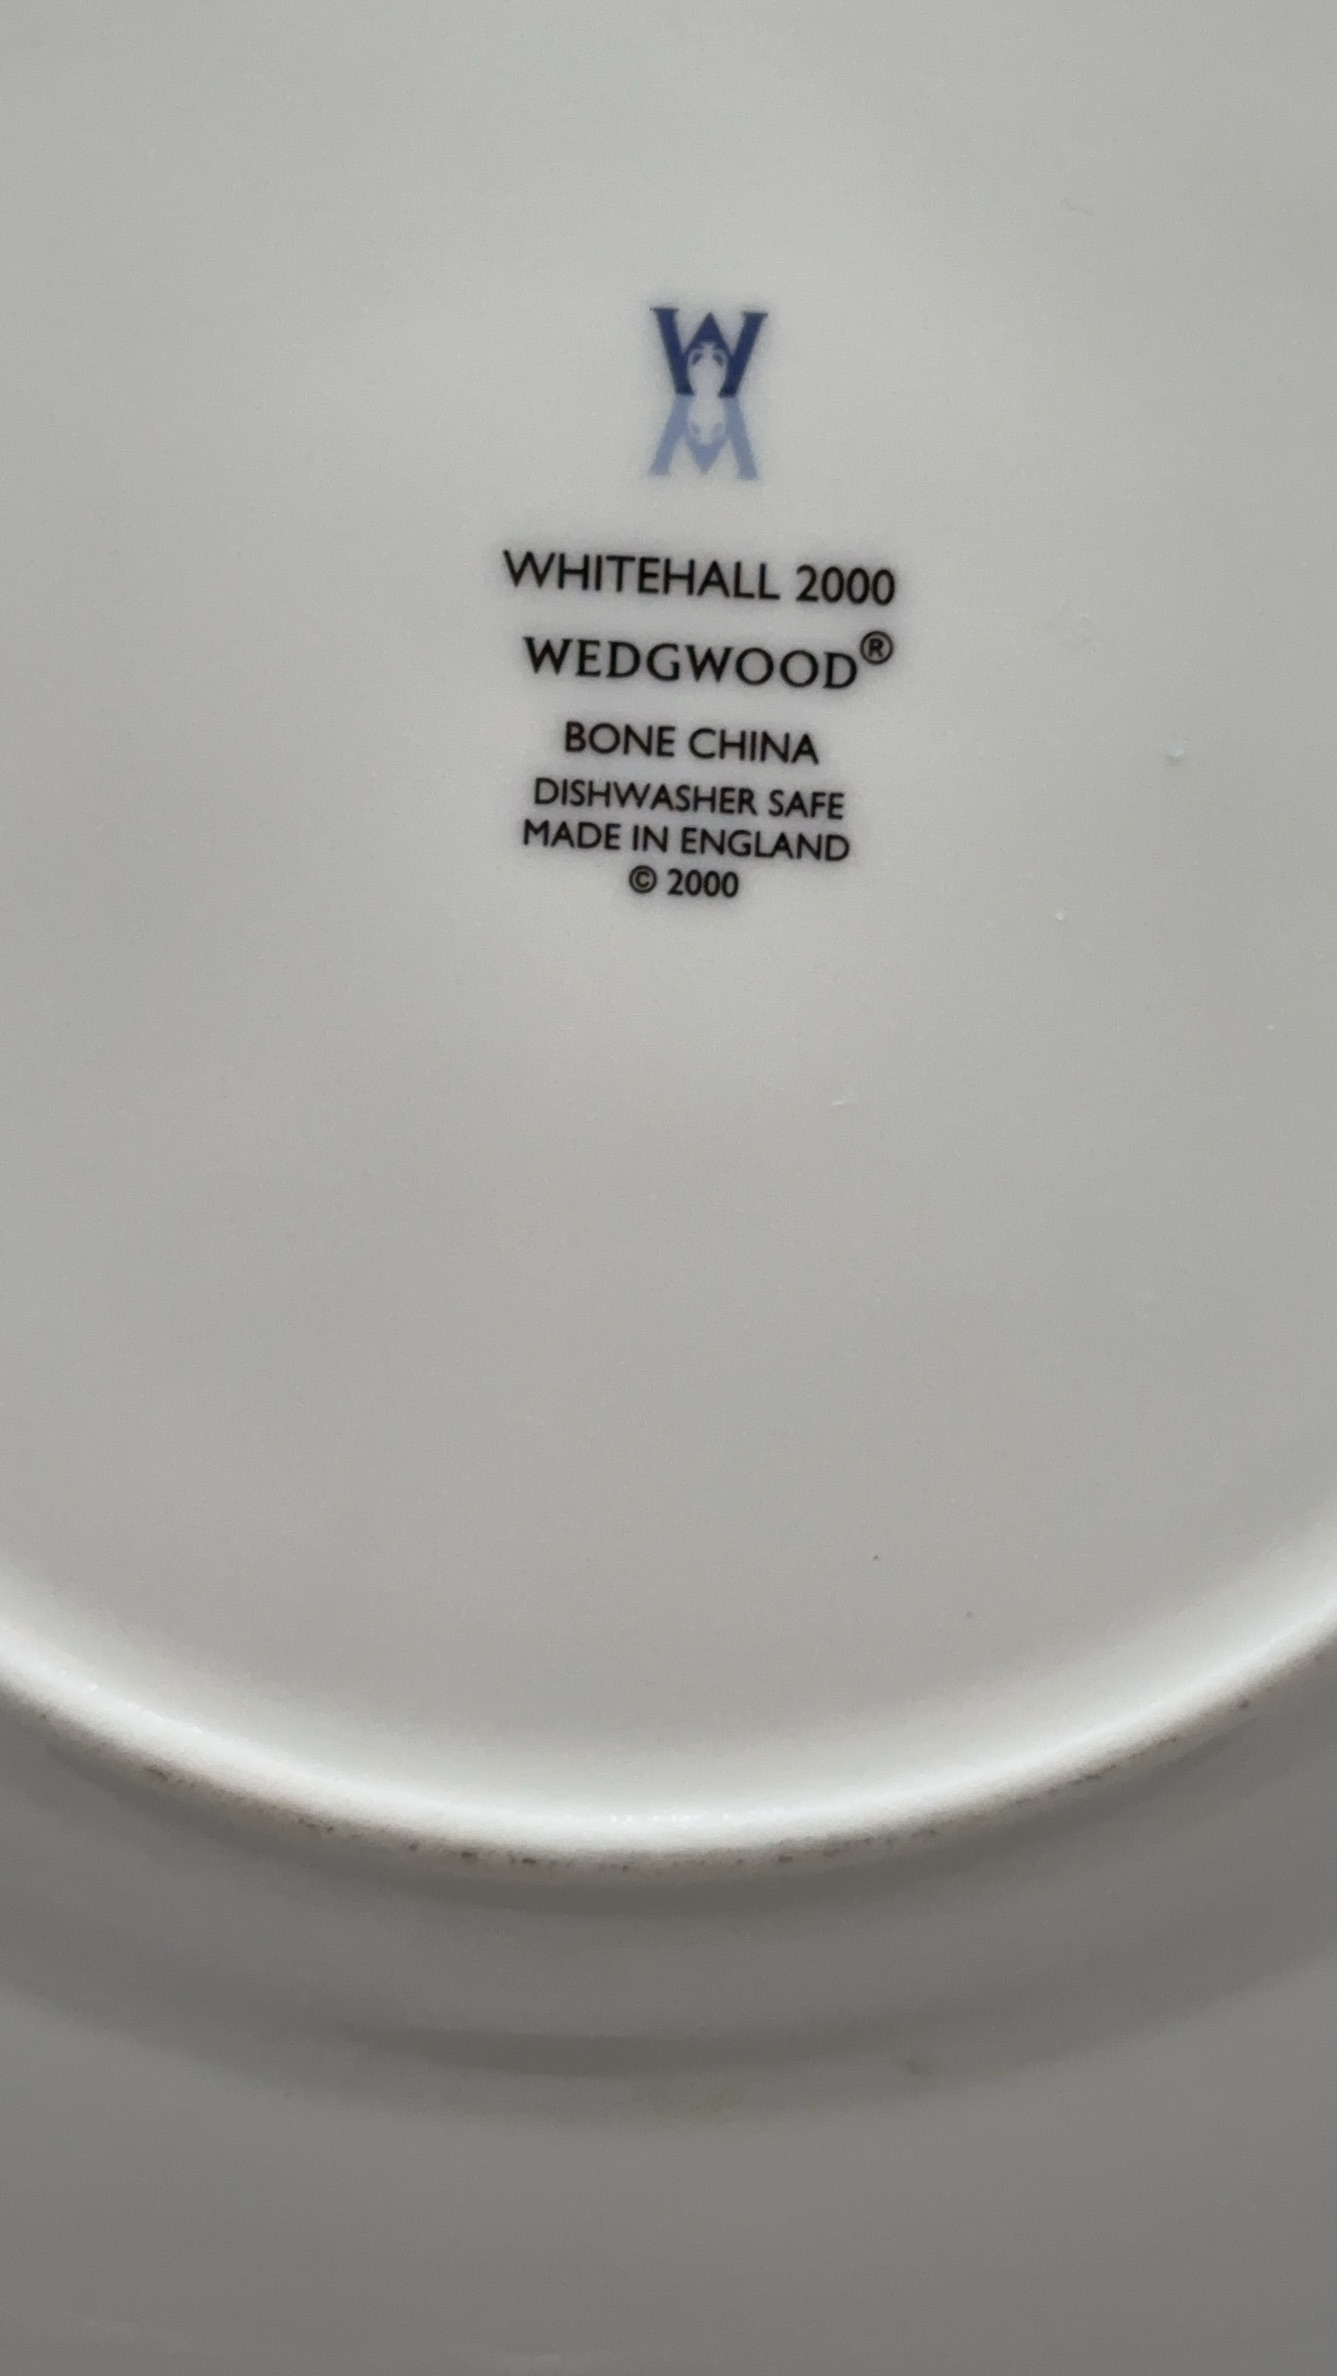 W
WHITEHALL 2000
WEDGWOOD®
BONE CHINA
DISHWASHER SAFE
MADE IN ENGLAND
© 2000